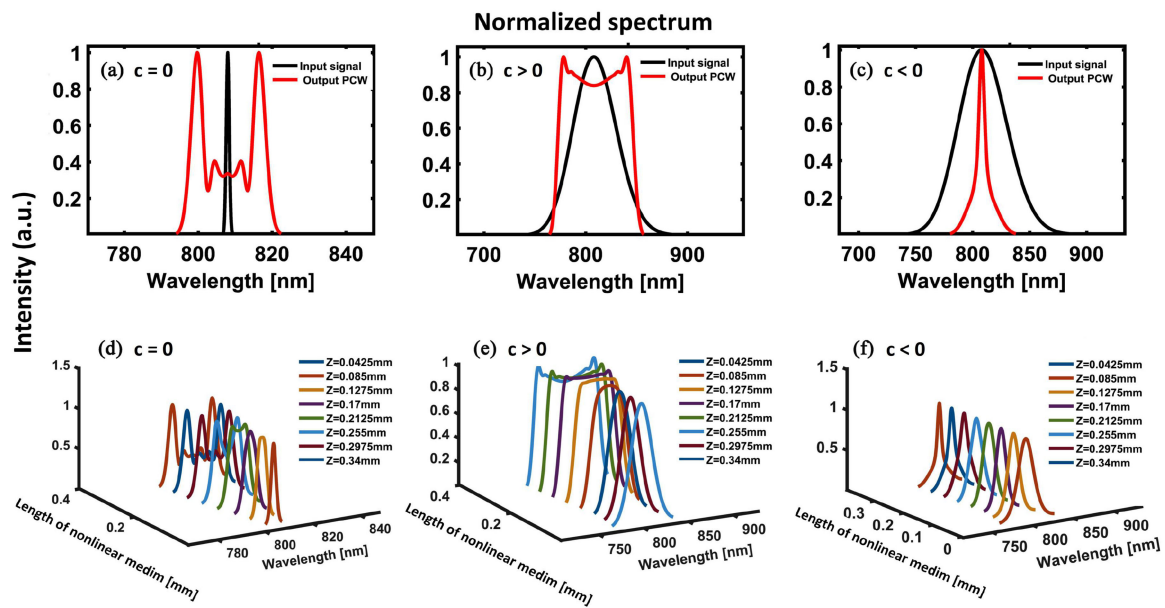 Normalized spectrum
Intensity (a.u.)
(a) c = 0
Input signal
Output PCW
1
0.8
0.6
0.4
0.2
780
800
820
840
Wavelength [nm]
(b) c > 0
Input signal
Output PCW
1
0.8
0.6
0.4
0.2
700
800
900
Wavelength [nm]
(c) c < 0
Input signal
Output PCW
1
0.8
0.6
0.4
0.2
700
800
900
Wavelength [nm]
(d) c = 0
1.5
1
0.5
0.4
0.2
780
800
820
840
Length of nonlinear medim [mm]
Wavelength [nm]
Z=0.0425mm
Z=0.085mm
Z=0.1275mm
Z=0.17mm
Z=0.2125mm
Z=0.255mm
Z=0.2975mm
Z=0.34mm
(e) c > 0
1
0.8
0.6
0.4
0.2
0.4
0.2
750
800
850
900
Length of nonlinear medim [mm]
Wavelength [nm]
Z=0.0425mm
Z=0.085mm
Z=0.1275mm
Z=0.17mm
Z=0.2125mm
Z=0.255mm
Z=0.2975mm
Z=0.34mm
(f) c < 0
1.5
1
0.5
0.3
0.2
0.1
0
750
800
850
900
Length of nonlinear medim [mm]
Wavelength [nm]
Z=0.0425mm
Z=0.085mm
Z=0.1275mm
Z=0.17mm
Z=0.2125mm
Z=0.255mm
Z=0.2975mm
Z=0.34mm